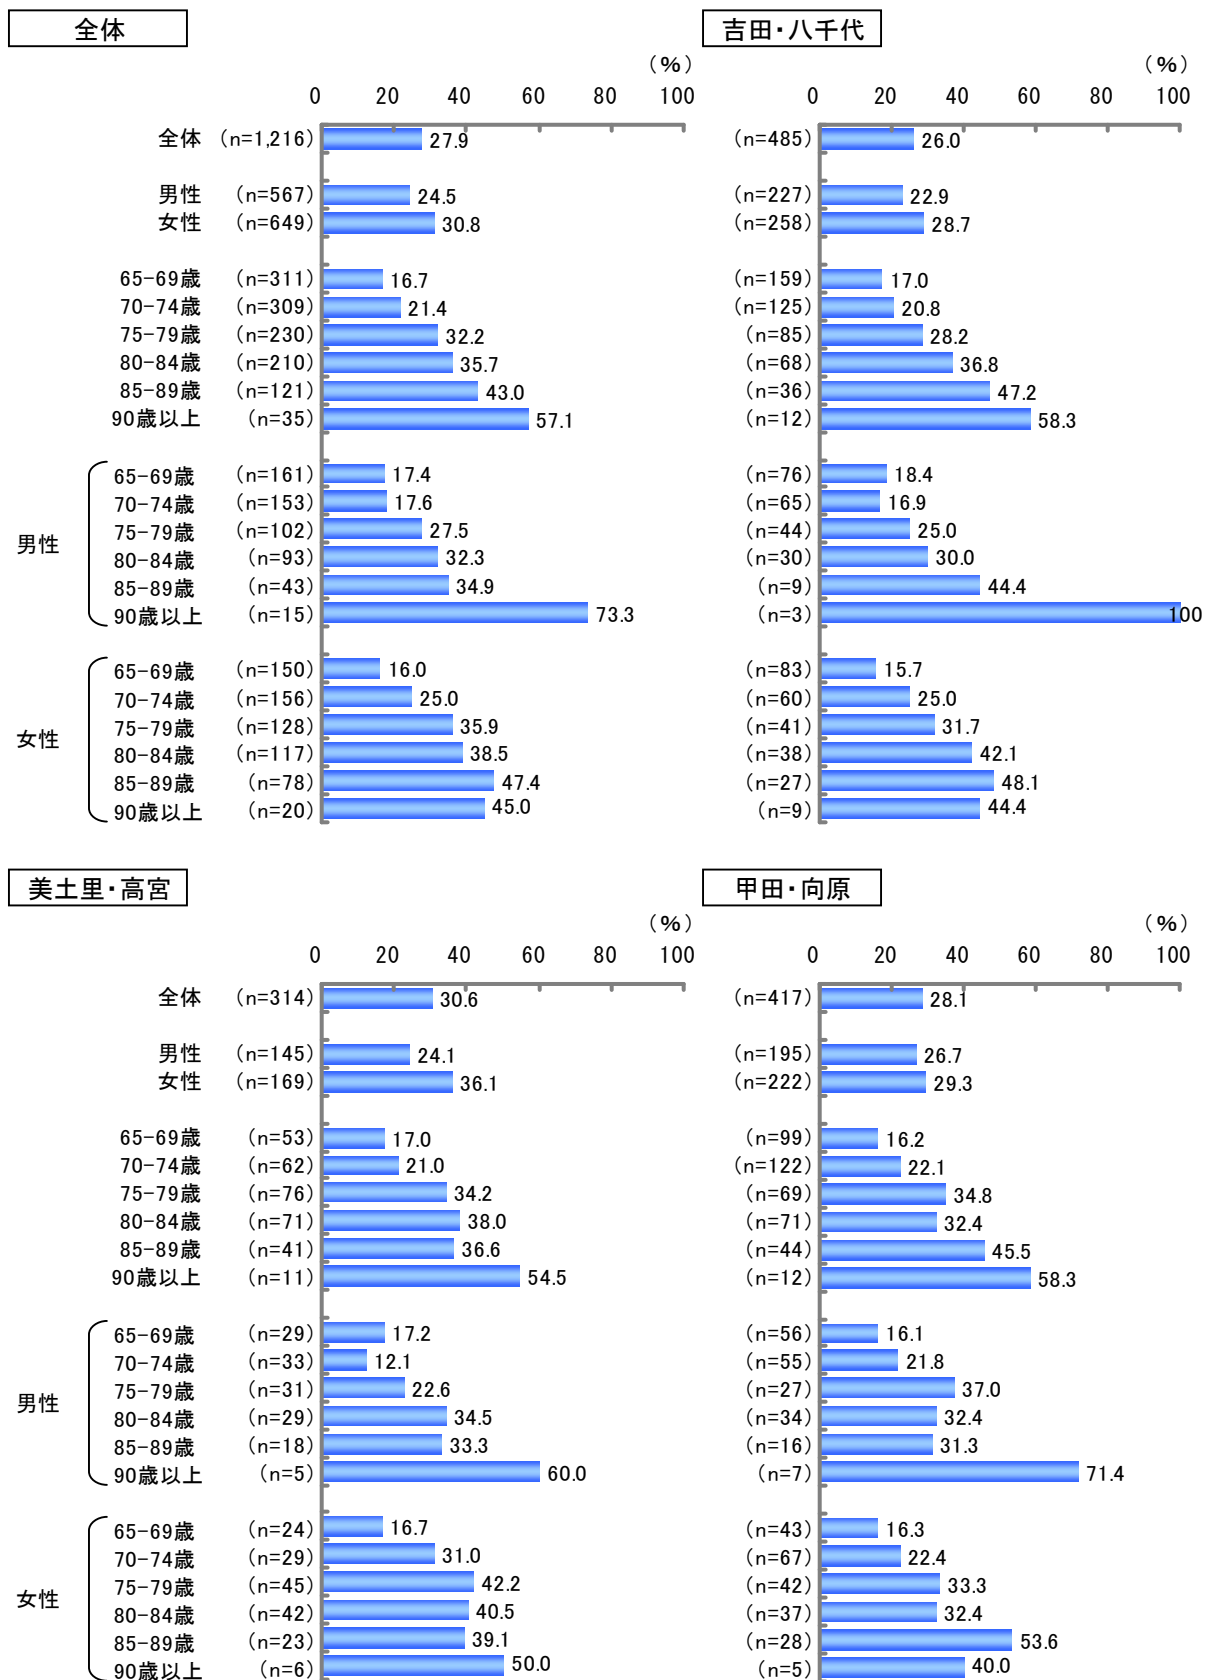 全体
(%)
0 20 40 60 80 100
全体 (n=1,216) 27.9
男性 (n=567) 24.5
女性 (n=649) 30.8
65-69歳 (n=311) 16.7
70-74歳 (n=309) 21.4
75-79歳 (n=230) 32.2
80-84歳 (n=210) 35.7
85-89歳 (n=121) 43.0
90歳以上 (n=35) 57.1
男性
65-69歳 (n=161) 17.4
70-74歳 (n=153) 17.6
75-79歳 (n=102) 27.5
80-84歳 (n=93) 32.3
85-89歳 (n=43) 34.9
90歳以上 (n=15) 73.3
女性
65-69歳 (n=150) 16.0
70-74歳 (n=156) 25.0
75-79歳 (n=128) 35.9
80-84歳 (n=117) 38.5
85-89歳 (n=78) 47.4
90歳以上 (n=20) 45.0
吉田・八千代
(%)
0 20 40 60 80 100
(n=485) 26.0
(n=227) 22.9
(n=258) 28.7
(n=159) 17.0
(n=125) 20.8
(n=85) 28.2
(n=68) 36.8
(n=36) 47.2
(n=12) 58.3
(n=76) 18.4
(n=65) 16.9
(n=44) 25.0
(n=30) 30.0
(n=9) 44.4
(n=3) 100
(n=83) 15.7
(n=60) 25.0
(n=41) 31.7
(n=38) 42.1
(n=27) 48.1
(n=9) 44.4
美土里・高宮
(%)
0 20 40 60 80 100
全体 (n=314) 30.6
男性 (n=145) 24.1
女性 (n=169) 36.1
65-69歳 (n=53) 17.0
70-74歳 (n=62) 21.0
75-79歳 (n=76) 34.2
80-84歳 (n=71) 38.0
85-89歳 (n=41) 36.6
90歳以上 (n=11) 54.5
男性
65-69歳 (n=29) 17.2
70-74歳 (n=33) 12.1
75-79歳 (n=31) 22.6
80-84歳 (n=29) 34.5
85-89歳 (n=18) 33.3
90歳以上 (n=5) 60.0
女性
65-69歳 (n=24) 16.7
70-74歳 (n=29) 31.0
75-79歳 (n=45) 42.2
80-84歳 (n=42) 40.5
85-89歳 (n=23) 39.1
90歳以上 (n=6) 50.0
甲田・向原
(%)
0 20 40 60 80 100
(n=417) 28.1
(n=195) 26.7
(n=222) 29.3
(n=99) 16.2
(n=122) 22.1
(n=69) 34.8
(n=71) 32.4
(n=44) 45.5
(n=12) 58.3
(n=56) 16.1
(n=55) 21.8
(n=27) 37.0
(n=34) 32.4
(n=16) 31.3
(n=7) 71.4
(n=43) 16.3
(n=67) 22.4
(n=42) 33.3
(n=37) 32.4
(n=28) 53.6
(n=5) 40.0